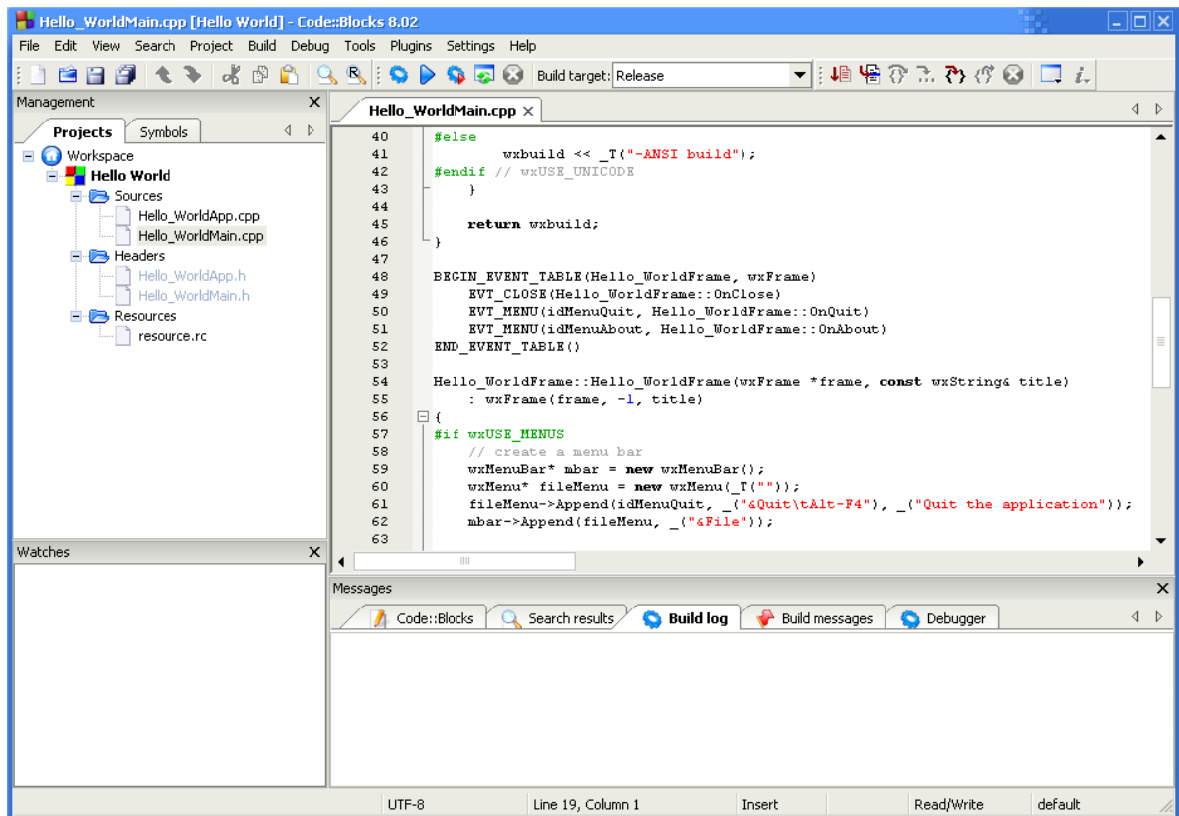 Hello_WorldMain.cpp [Hello World] - Code::Blocks 8.02
File Edit View Search Project Build Debug Tools Plugins Settings Help
Build target: Release
Management
Projects Symbols
Workspace
Hello World
Sources
Hello_WorldApp.cpp
Hello_WorldMain.cpp
Headers
Hello_WorldApp.h
Hello_WorldMain.h
Resources
resource.rc
Watches
Hello_WorldMain.cpp
40 #else
41 wxbuild << _T("-ANSI build");
42 #endif // wxUSE_UNICODE
43 }
44
45 return wxbuild;
46 }
47
48 BEGIN_EVENT_TABLE(Hello_WorldFrame, wxFrame)
49 EVT_CLOSE(Hello_WorldFrame::OnClose)
50 EVT_MENU(idMenuQuit, Hello_WorldFrame::OnQuit)
51 EVT_MENU(idMenuAbout, Hello_WorldFrame::OnAbout)
52 END_EVENT_TABLE()
53
54 Hello_WorldFrame::Hello_WorldFrame(wxFrame *frame, const wxString& title)
55 : wxFrame(frame, -1, title)
56 {
57 #if wxUSE_MENUS
58 // create a menu bar
59 wxMenuBar* mbar = new wxMenuBar();
60 wxMenu* fileMenu = new wxMenu(_T(""));
61 fileMenu->Append(idMenuQuit, _("&Quit\tAlt-F4"), _("Quit the application"));
62 mbar->Append(fileMenu, _("&File"));
63
Messages
Code::Blocks Search results Build log Build messages Debugger
UTF-8 Line 19, Column 1 Insert Read/Write default